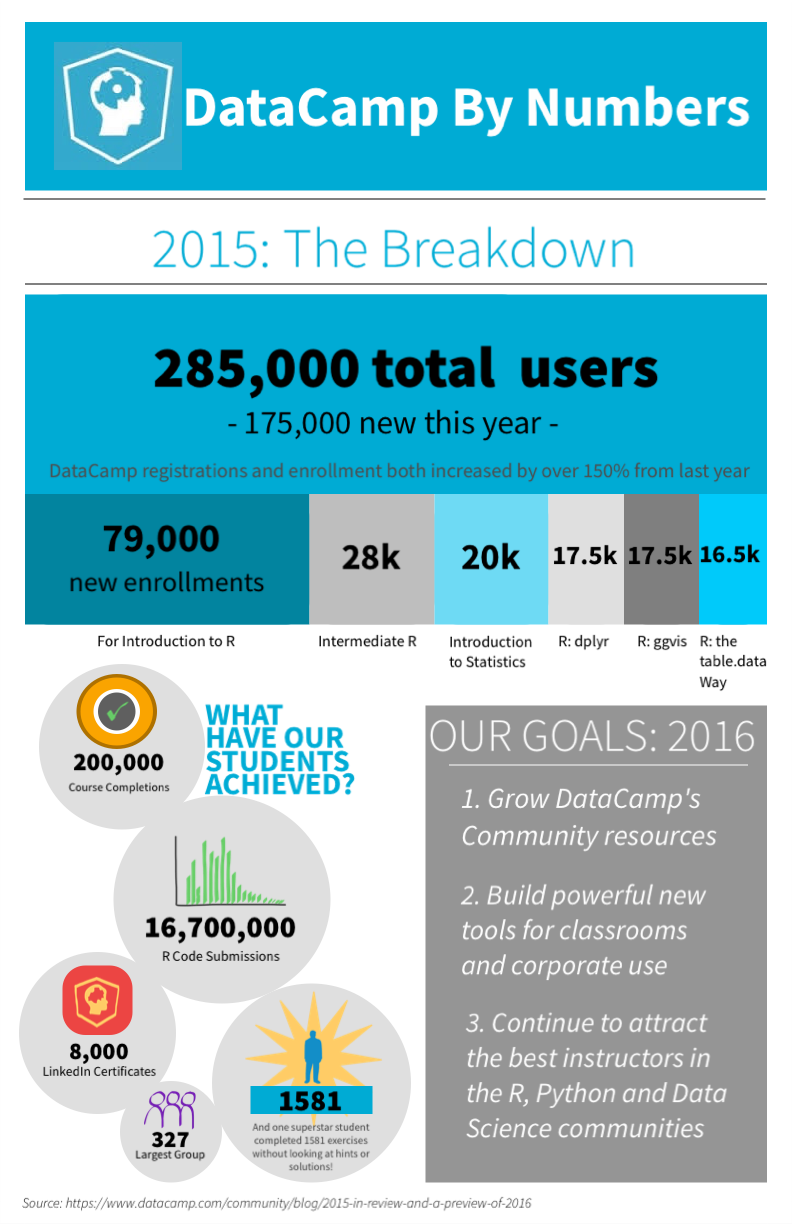 DataCamp By Numbers
2015: The Breakdown
285,000 total users
- 175,000 new this year -
DataCamp registrations and enrollment both increased by over 150% from last year
79,000
new enrollments
28k
20k
17.5k
17.5k
16.5k
For Introduction to R
Intermediate R
Introduction
to Statistics
R: dplyr
R: ggvis
R: the
table.data
Way
200,000
Course Completions
WHAT
HAVE OUR
STUDENTS
ACHIEVED?
16,700,000
R Code Submissions
8,000
LinkedIn Certificates
327
Largest Group
1581
And one superstar student
completed 1581 exercises
without looking at hints or
solutions!
OUR GOALS: 2016
1. Grow DataCamp's
Community resources
2. Build powerful new
tools for classrooms
and corporate use
3. Continue to attract
the best instructors in
the R, Python and Data
Science communities
Source: https://www.datacamp.com/community/blog/2015-in-review-and-a-preview-of-2016